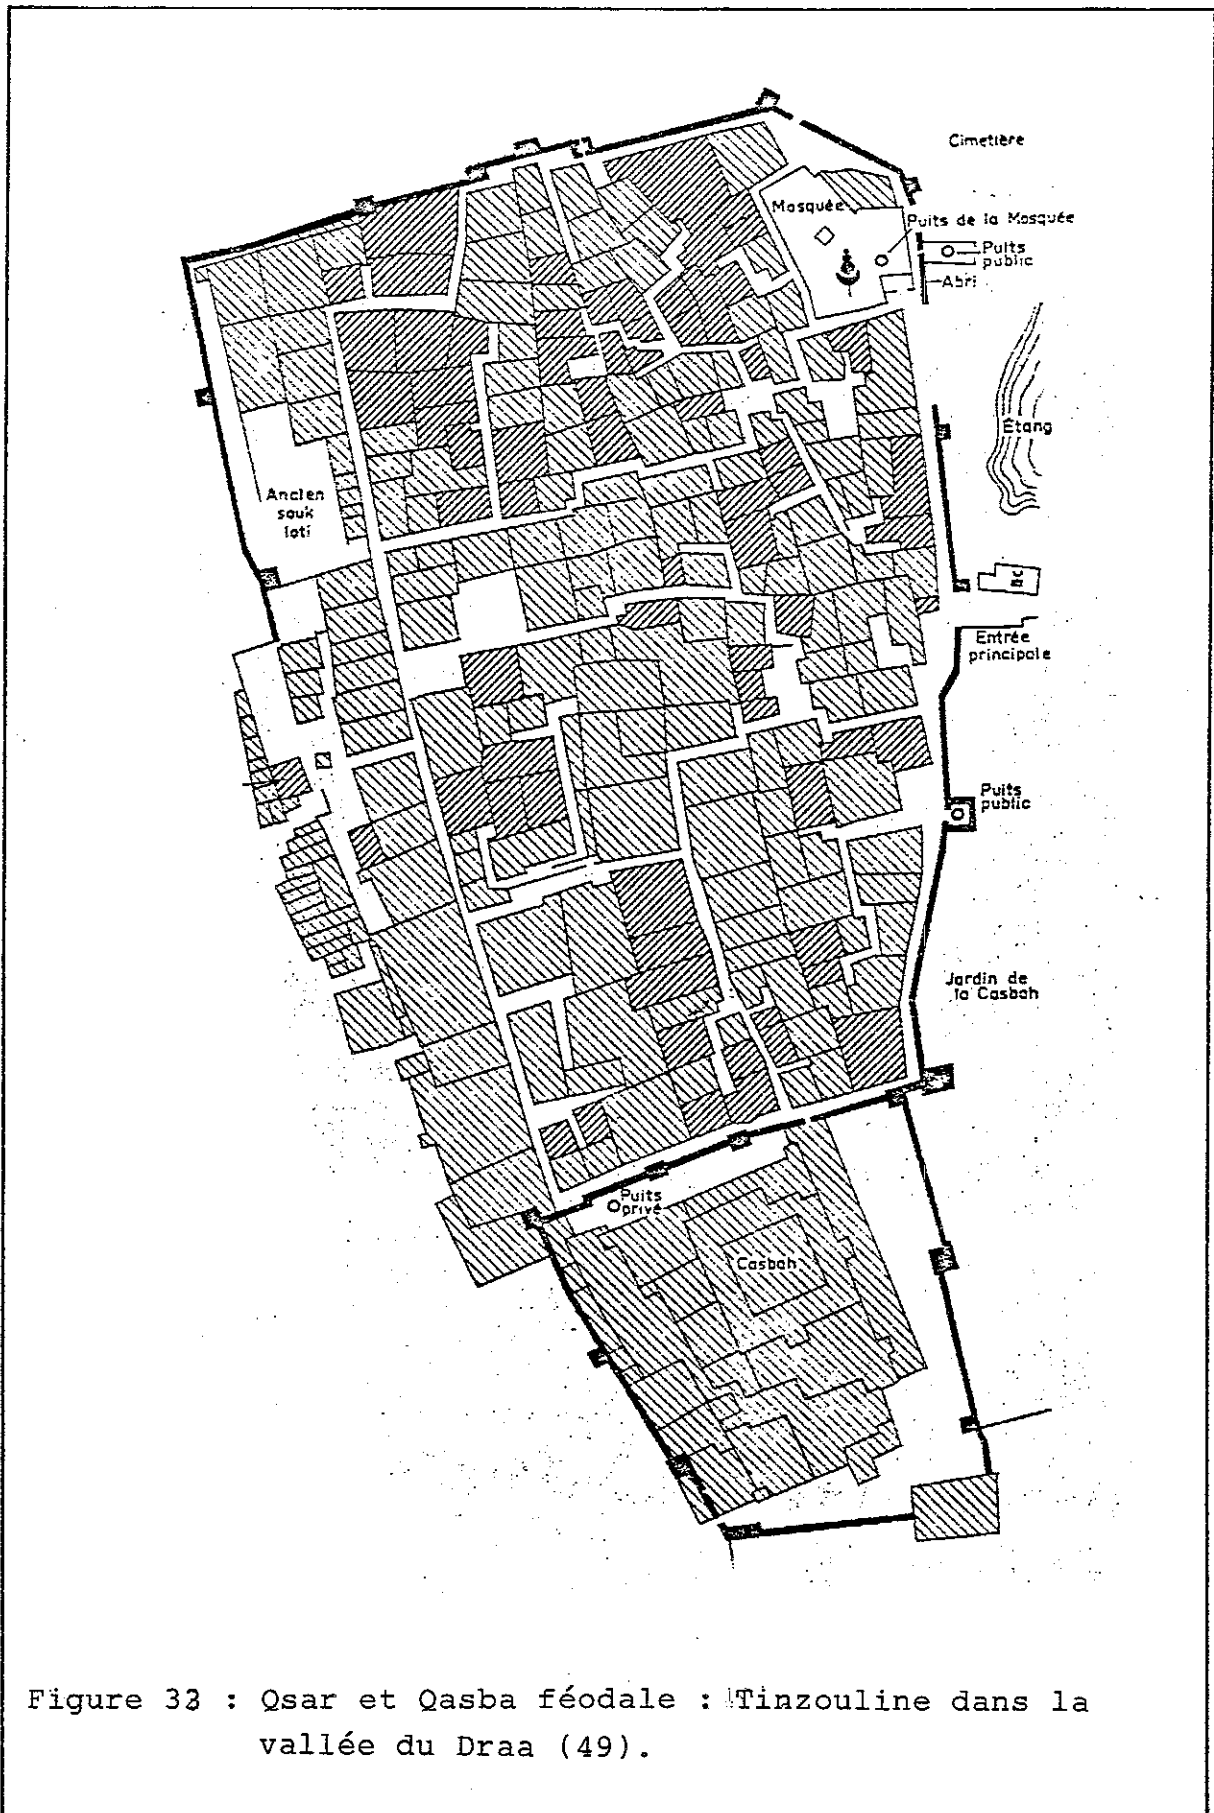 Cimetière
Mosquée
Puits de la Mosquée
Puits
public
Abri
Étang
Ancien
souk
loti
Entrée
principale
Puits
public
Jardin de
la Casbah
Puits
privé
Casbah
Figure 33 : Qsar et Qasba féodale : Tinzouline dans la
vallée du Draa (49).